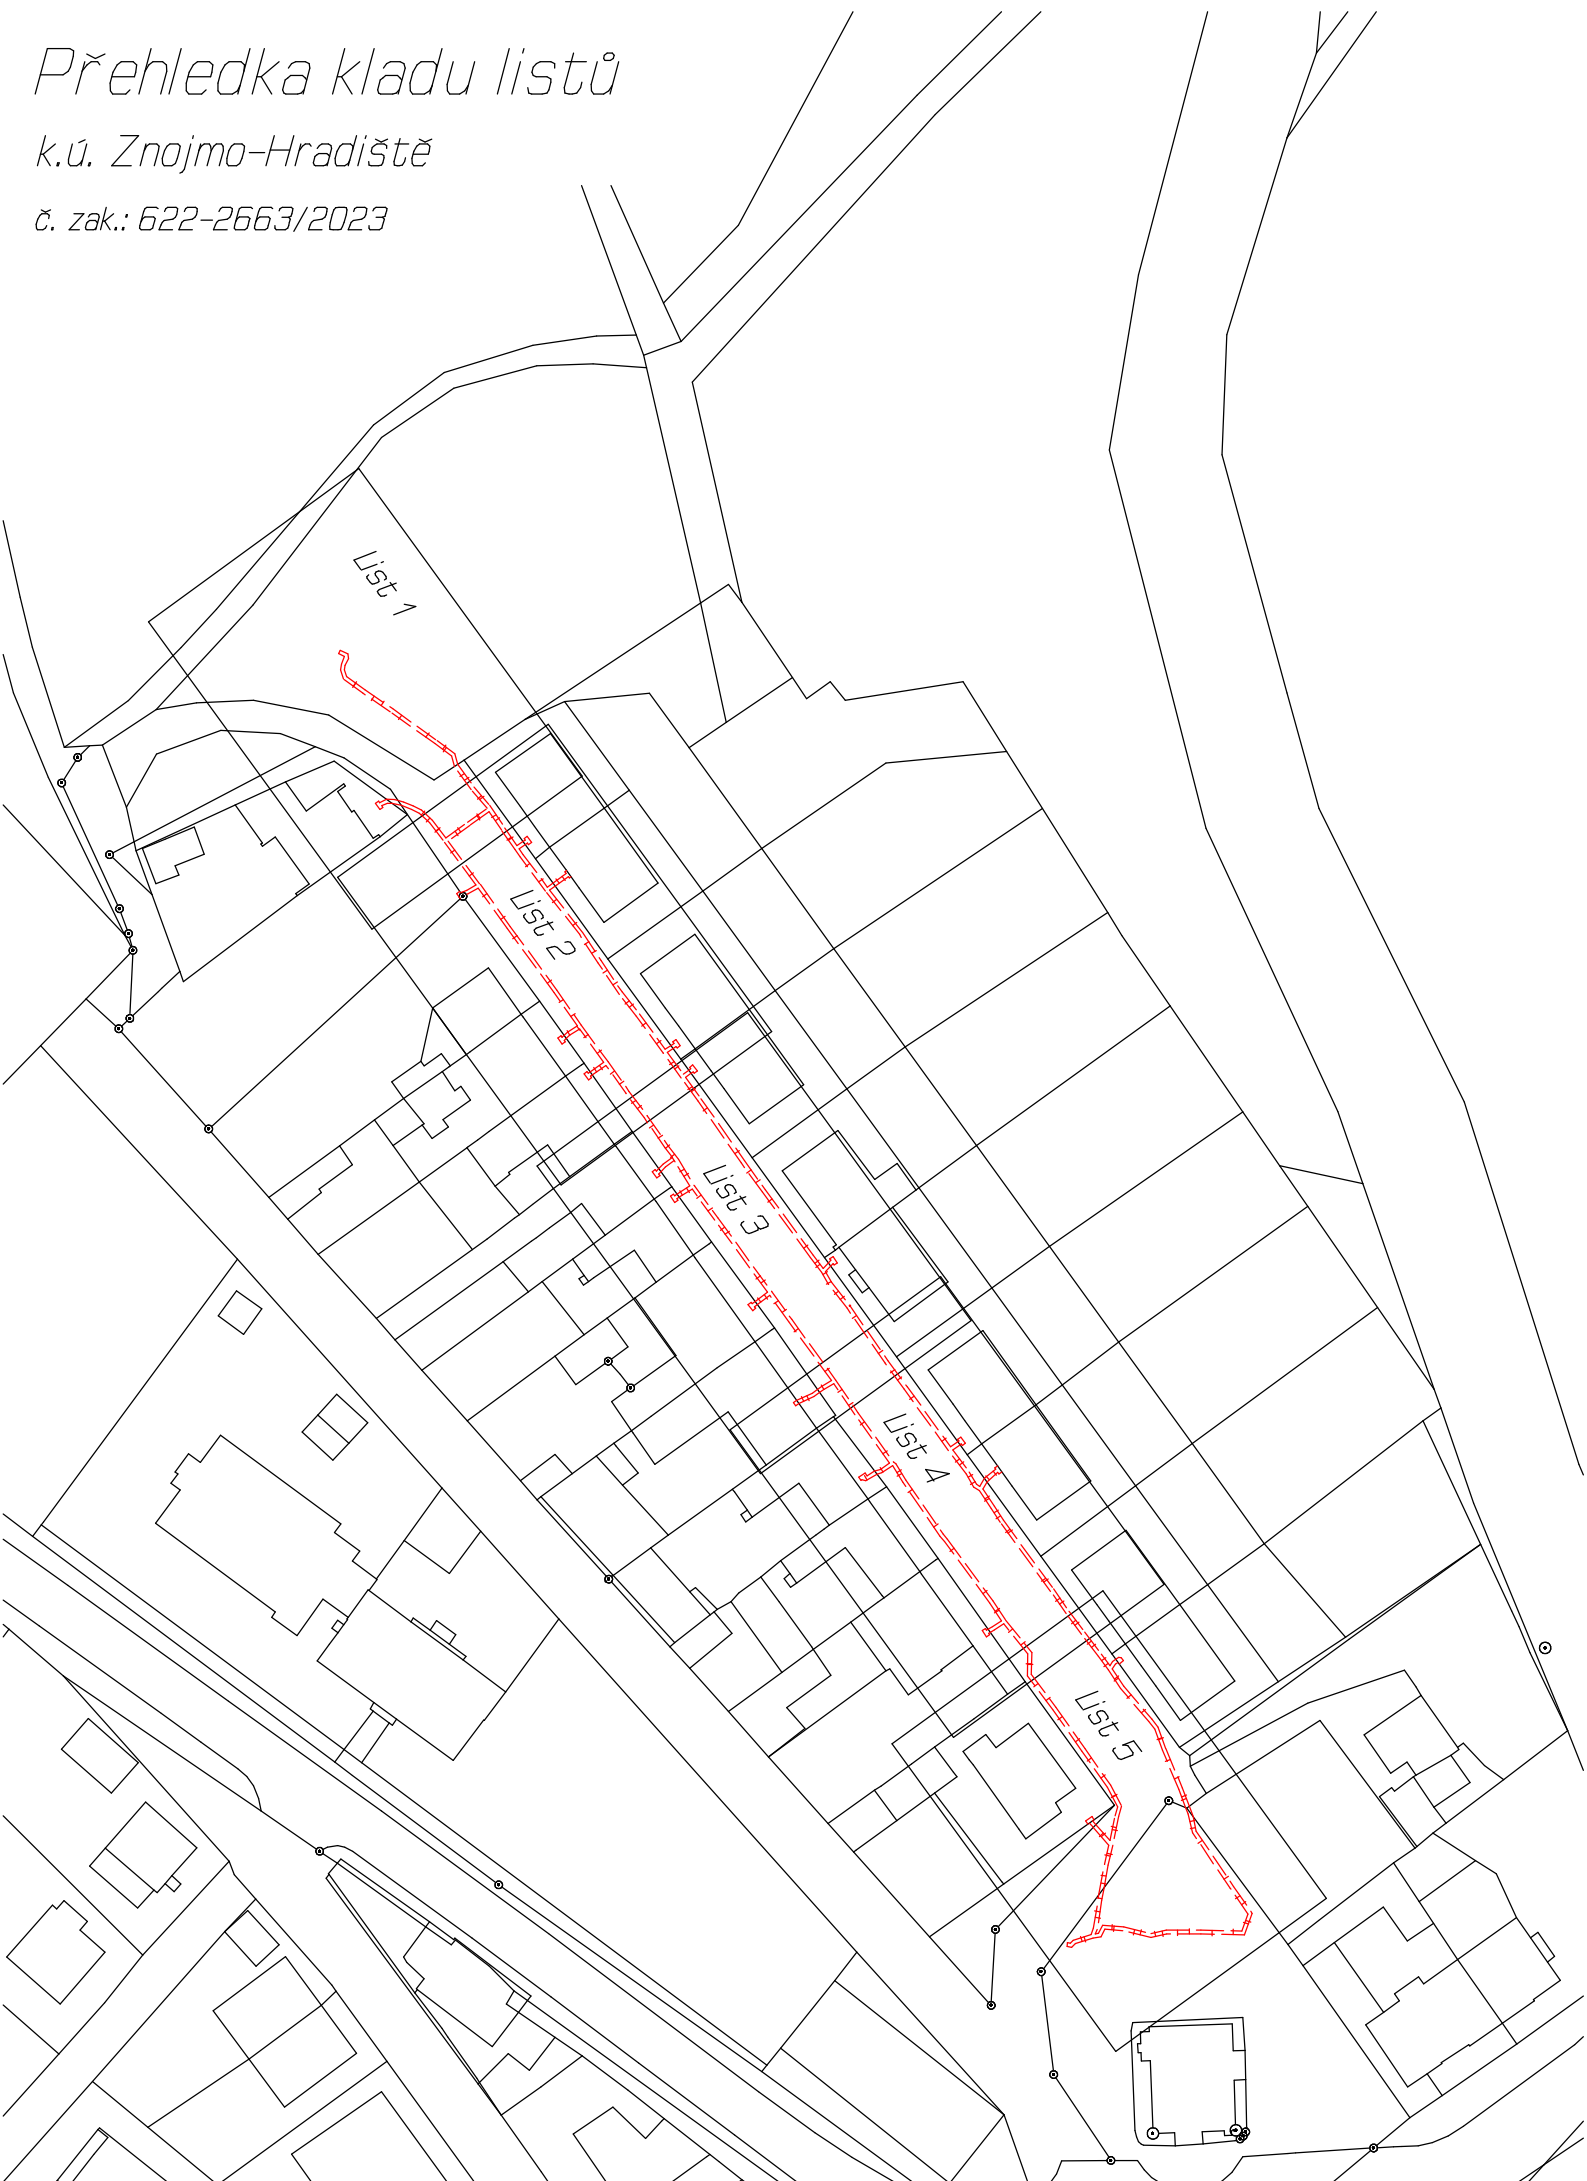 Přehledka kladu listů
k.ú. Znojmo-Hradiště
č. zak.: 622-2663/2023
List 1
List 2
List 3
List 4
List 5